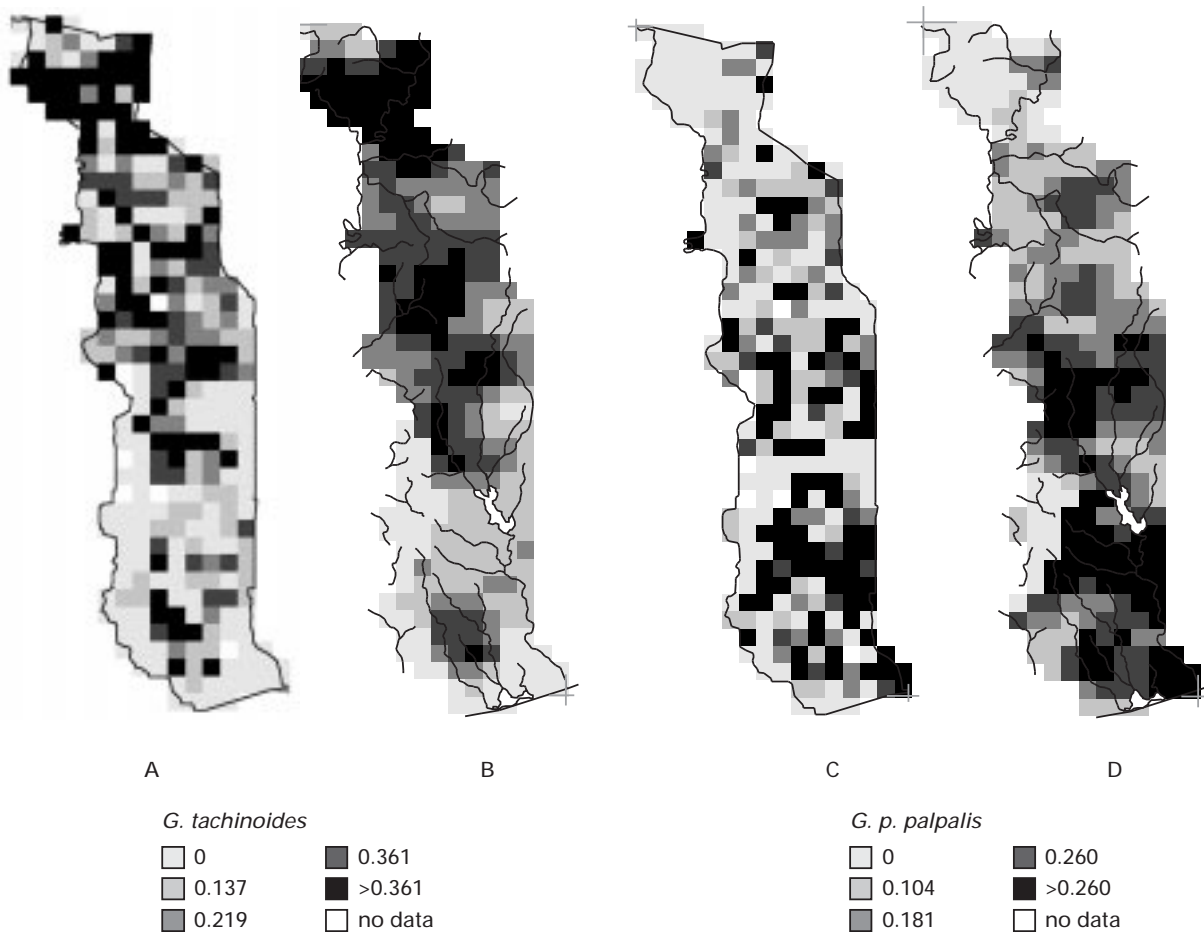 A
B
C
D
G. tachinoides
0
0.361
0.137
>0.361
0.219
no data
G. p. palpalis
0
0.260
0.104
>0.260
0.181
no data